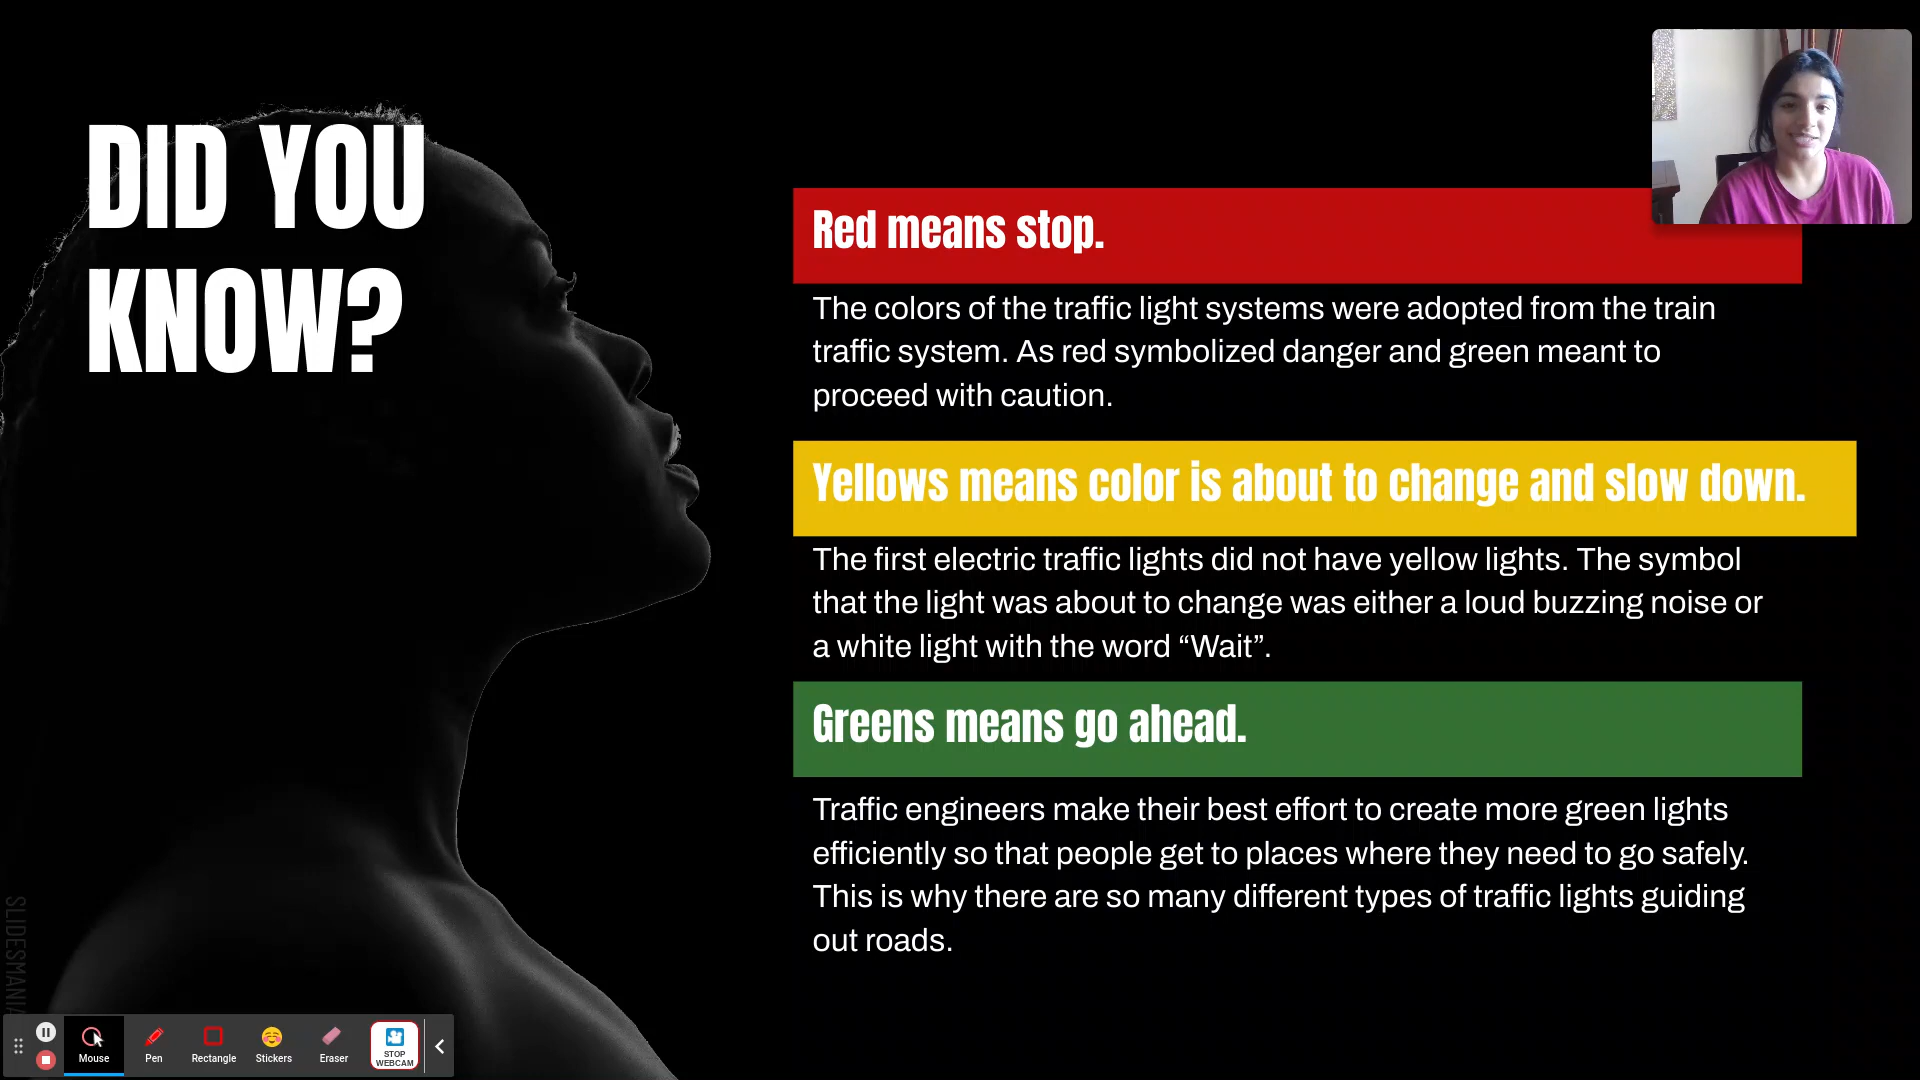 DID YOU
KNOW?
Red means stop.
The colors of the traffic light systems were adopted from the train
traffic system. As red symbolized danger and green meant to
proceed with caution.
Yellows means color is about to change and slow down.
The first electric traffic lights did not have yellow lights. The symbol
that the light was about to change was either a loud buzzing noise or
a white light with the word “Wait”.
Greens means go ahead.
Traffic engineers make their best effort to create more green lights
efficiently so that people get to places where they need to go safely.
This is why there are so many different types of traffic lights guiding
out roads.
SLIDESMANIA
Mouse
Pen
Rectangle
Stickers
Eraser
STOP
WEBCAM